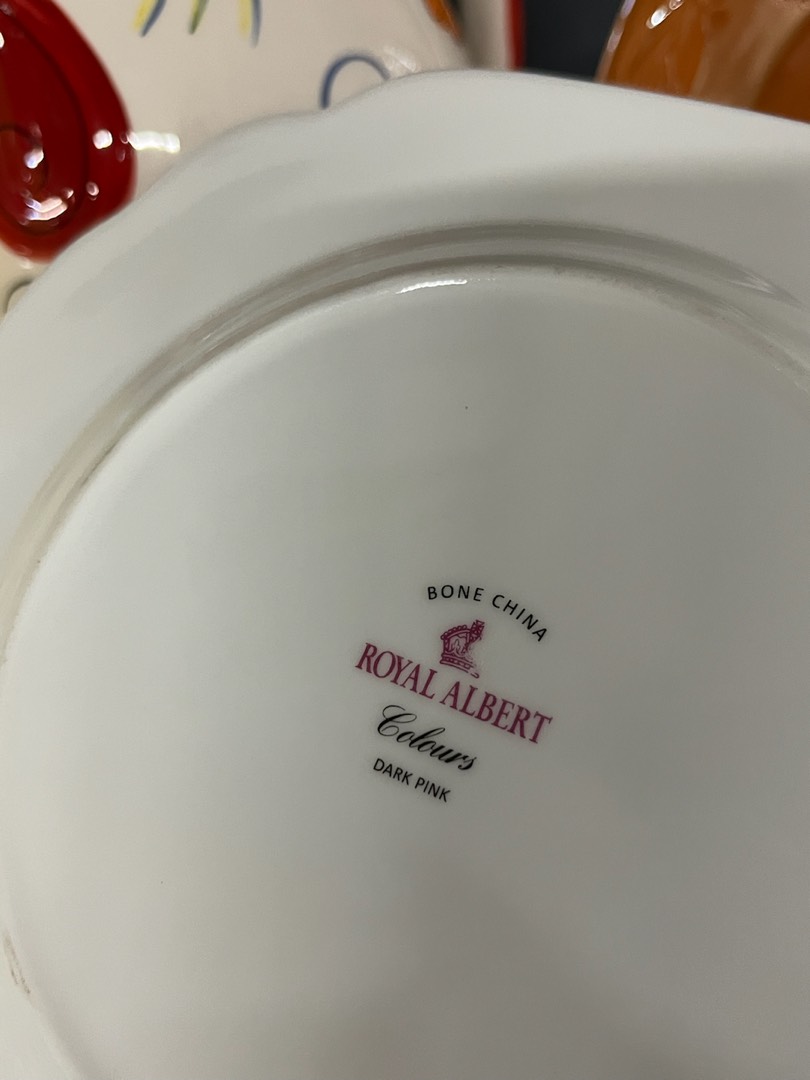 BONE CHINA
ROYAL ALBERT
Colours
DARK PINK